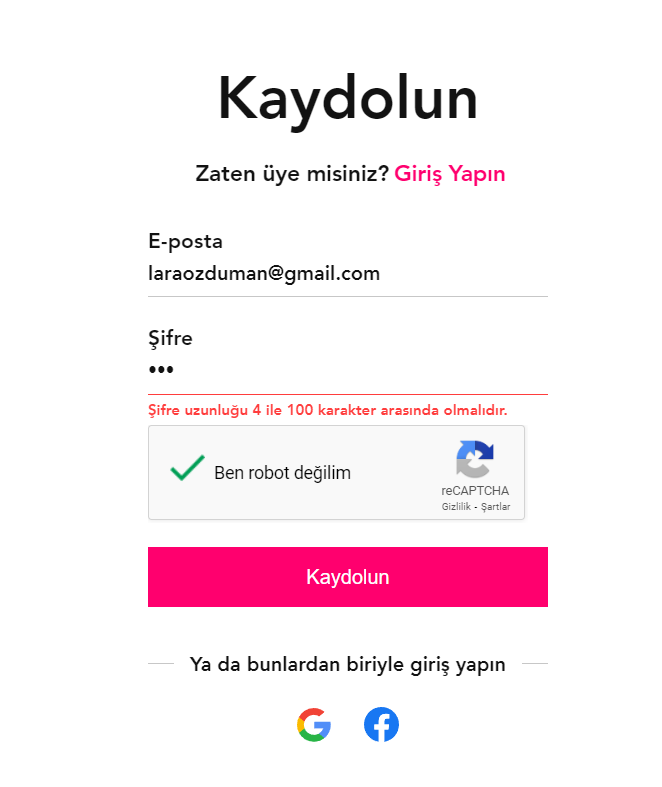 Kaydolun
Zaten üye misiniz? Giriş Yapın
E-posta
laraozduman@gmail.com
Şifre
•••
Şifre uzunluğu 4 ile 100 karakter arasında olmalıdır.
Ben robot değilim
reCAPTCHA
Gizlilik - Şartlar
Kaydolun
Ya da bunlardan biriyle giriş yapın